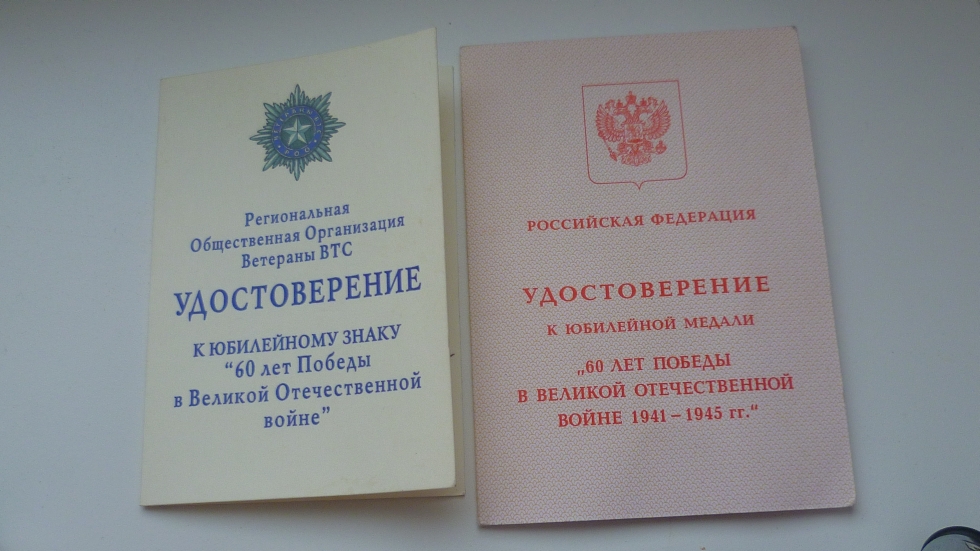 Региональная
Общественная Организация
Ветераны ВТС
УДОСТОВЕРЕНИЕ
К ЮБИЛЕЙНОМУ ЗНАКУ
“60 лет Победы
в Великой Отечественной
войне”
РОССИЙСКАЯ ФЕДЕРАЦИЯ
УДОСТОВЕРЕНИЕ
К ЮБИЛЕЙНОЙ МЕДАЛИ
„60 ЛЕТ ПОБЕДЫ
В ВЕЛИКОЙ ОТЕЧЕСТВЕННОЙ
ВОЙНЕ 1941 – 1945 гг.“